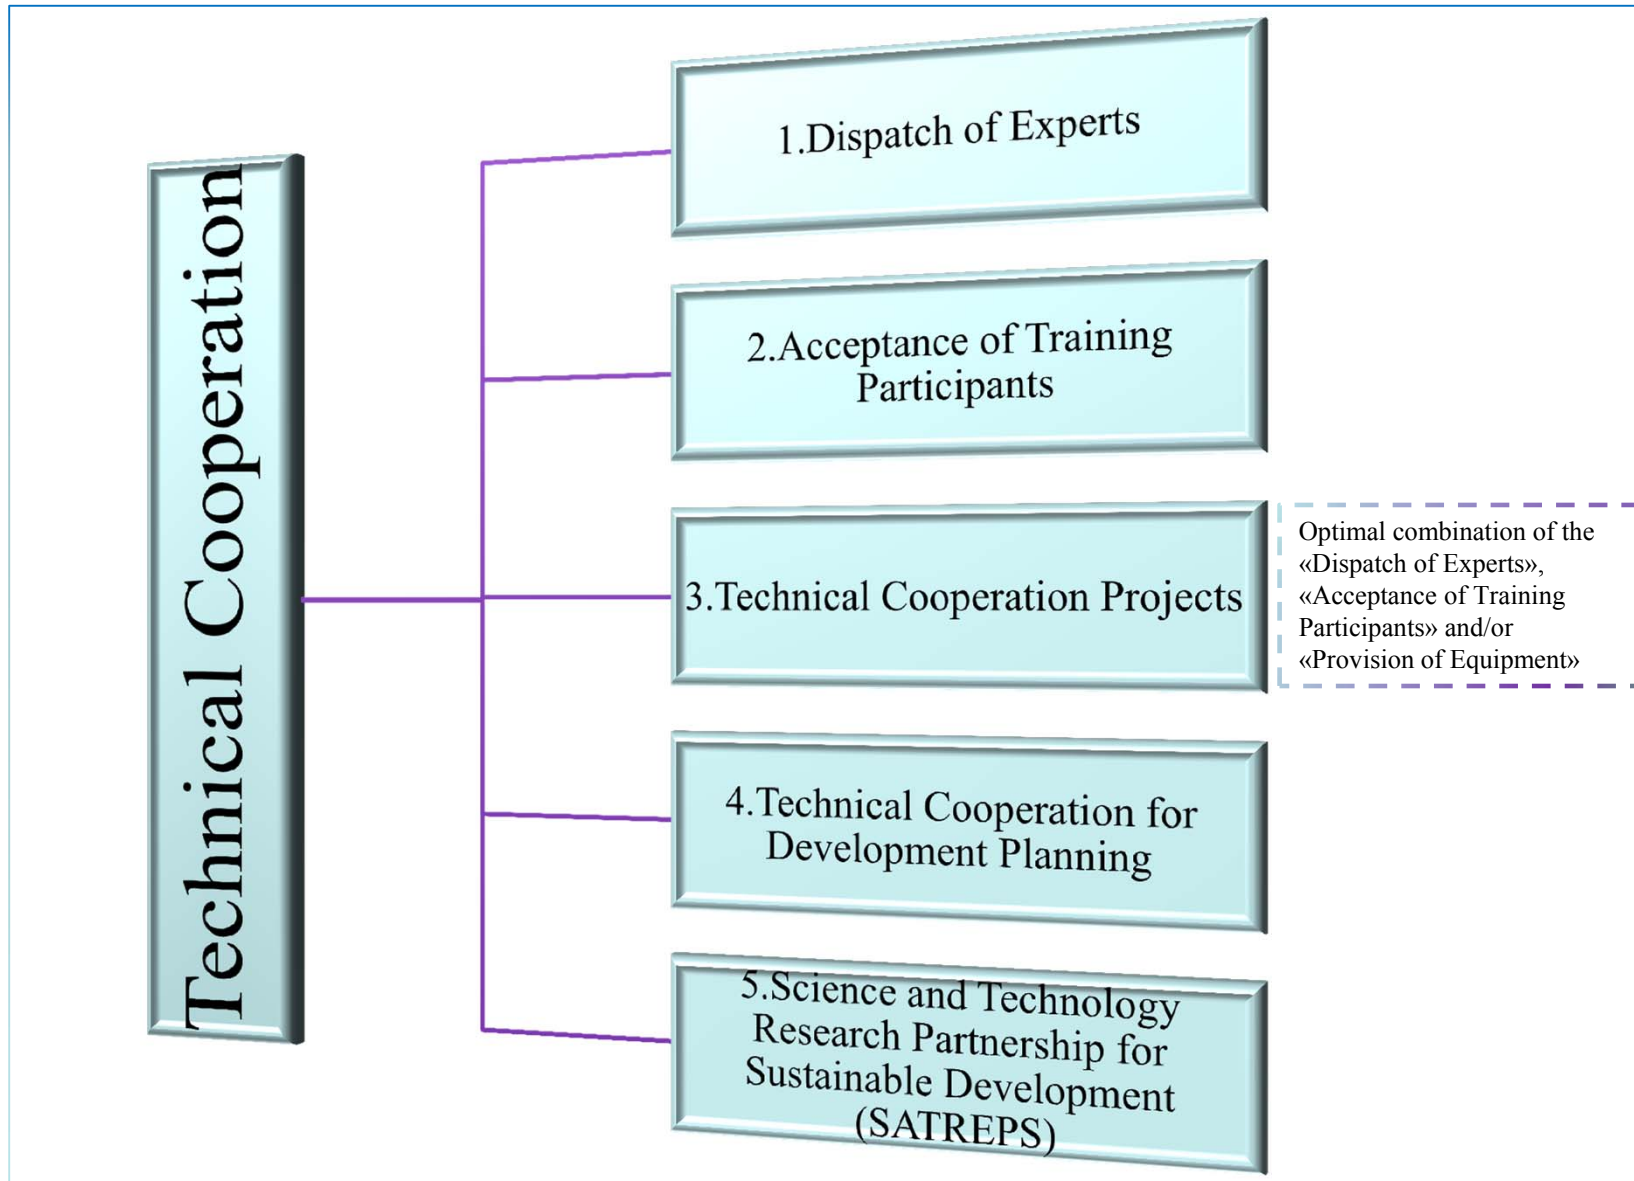 Technical Cooperation
1.Dispatch of Experts
2.Acceptance of Training
Participants
3.Technical Cooperation Projects
Optimal combination of the
«Dispatch of Experts»,
«Acceptance of Training
Participants» and/or
«Provision of Equipment»
4.Technical Cooperation for
Development Planning
5.Science and Technology
Research Partnership for
Sustainable Development
(SATREPS)